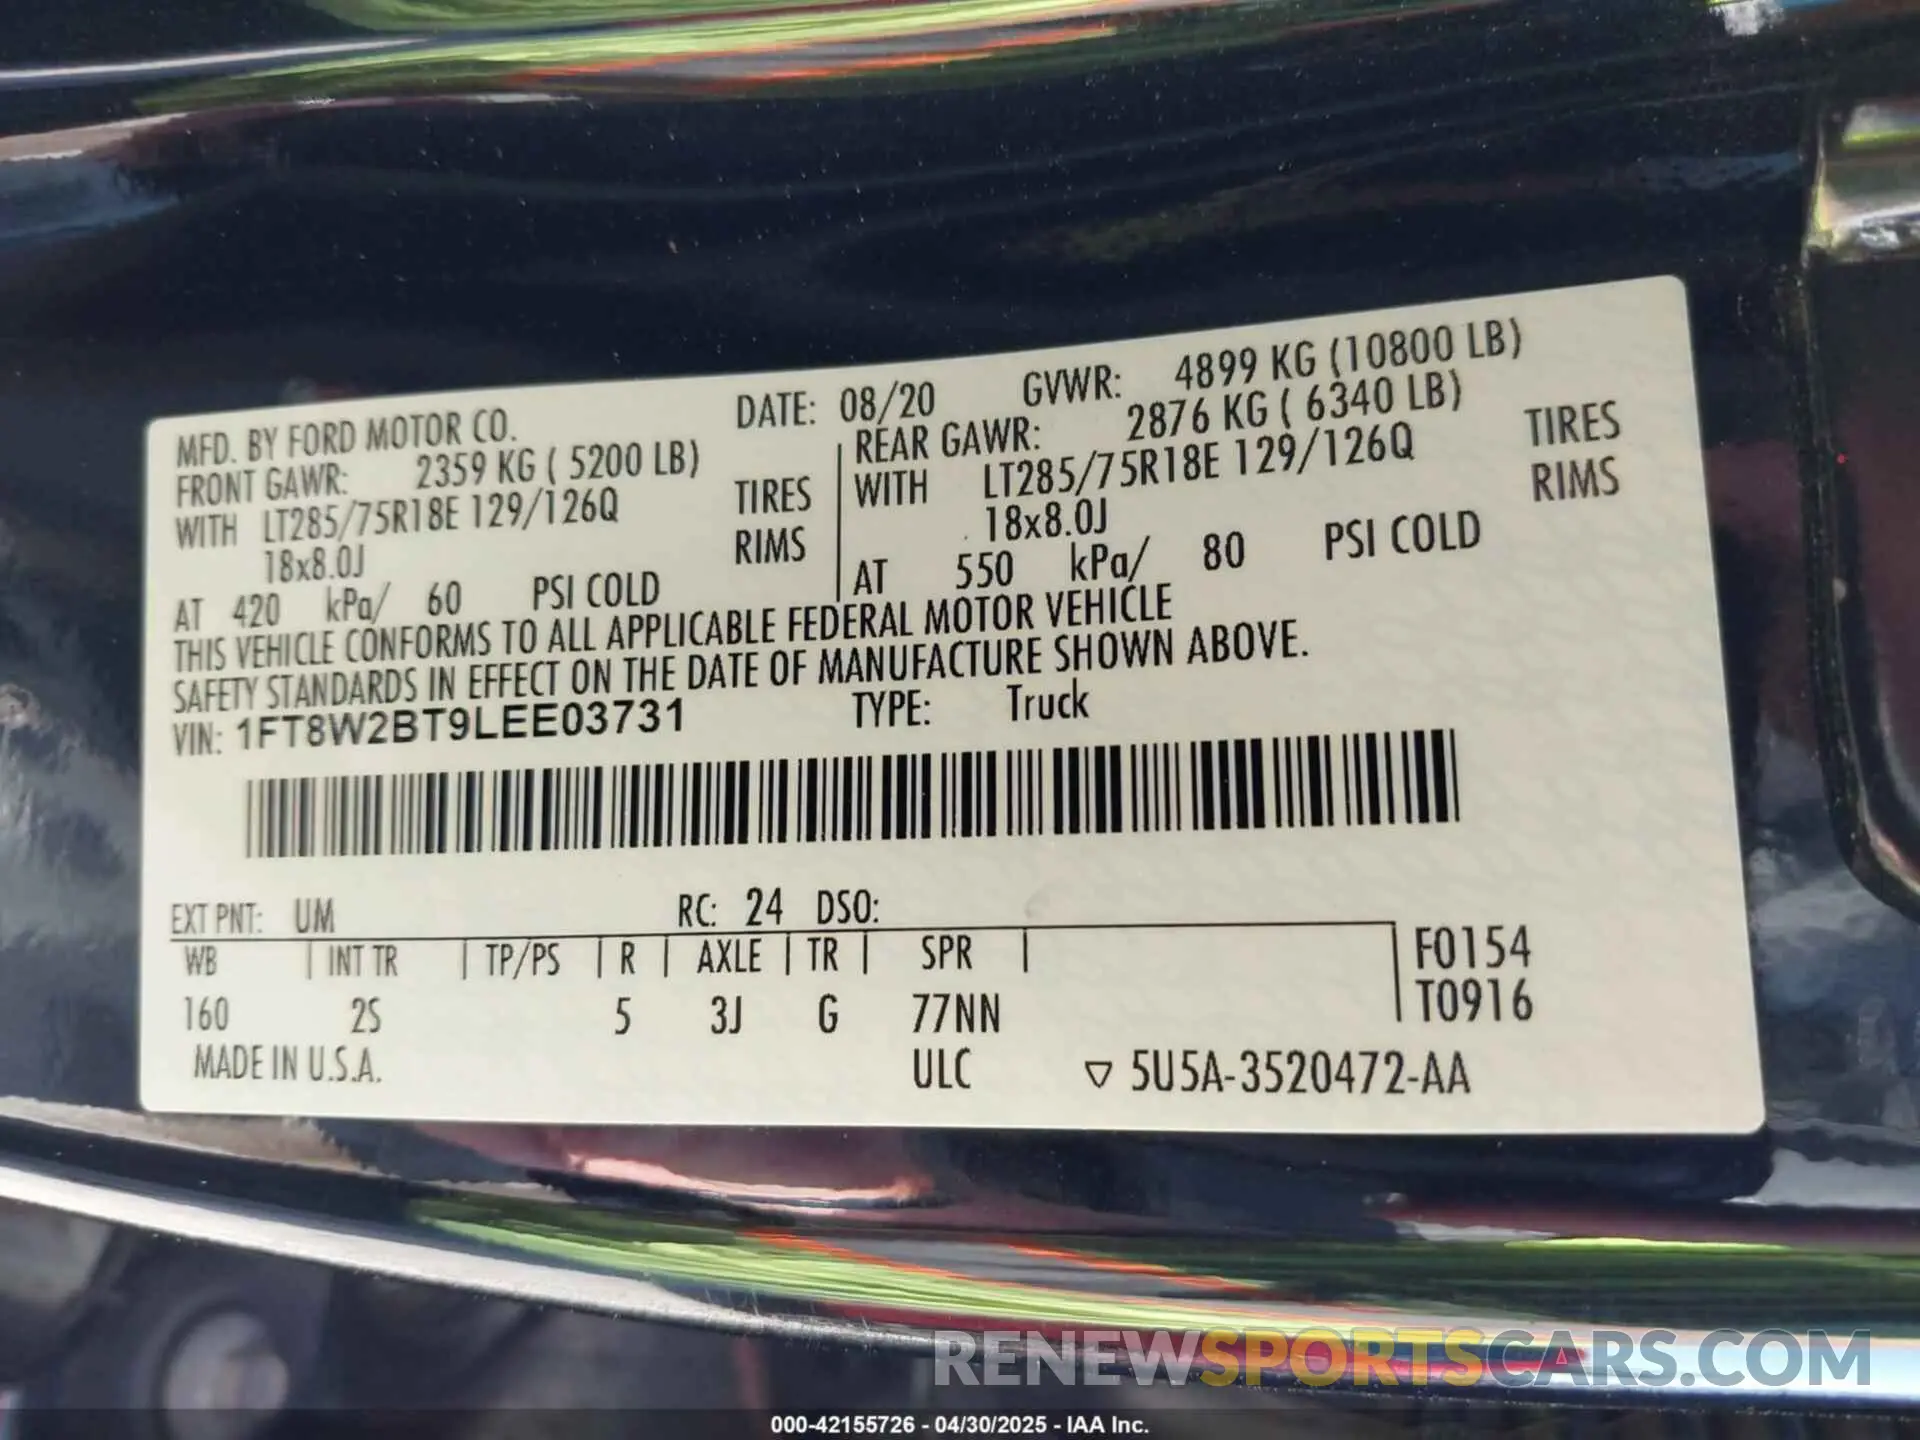 MFD. BY FORD MOTOR CO. DATE: 08/20 GVWR: 4899 KG (10800 LB)
FRONT GAWR: 2359 KG ( 5200 LB) REAR GAWR: 2876 KG ( 6340 LB)
WITH LT285/75R18E 129/126Q TIRES WITH LT285/75R18E 129/126Q TIRES
18x8.0J RIMS 18x8.0J RIMS
AT 420 kPa/ 60 PSI COLD AT 550 kPa/ 80 PSI COLD
THIS VEHICLE CONFORMS TO ALL APPLICABLE FEDERAL MOTOR VEHICLE
SAFETY STANDARDS IN EFFECT ON THE DATE OF MANUFACTURE SHOWN ABOVE.
VIN: 1FT8W2BT9LEE03731 TYPE: Truck
EXT PNT: UM RC: 24 DSO:
WB INT TR TP/PS R AXLE TR SPR F0154
160 2S 5 3J G 77NN T0916
MADE IN U.S.A. ULC 5U5A-3520472-AA
RENEWSPORTSCARS.COM
000-42155726 - 04/30/2025 - IAA Inc.